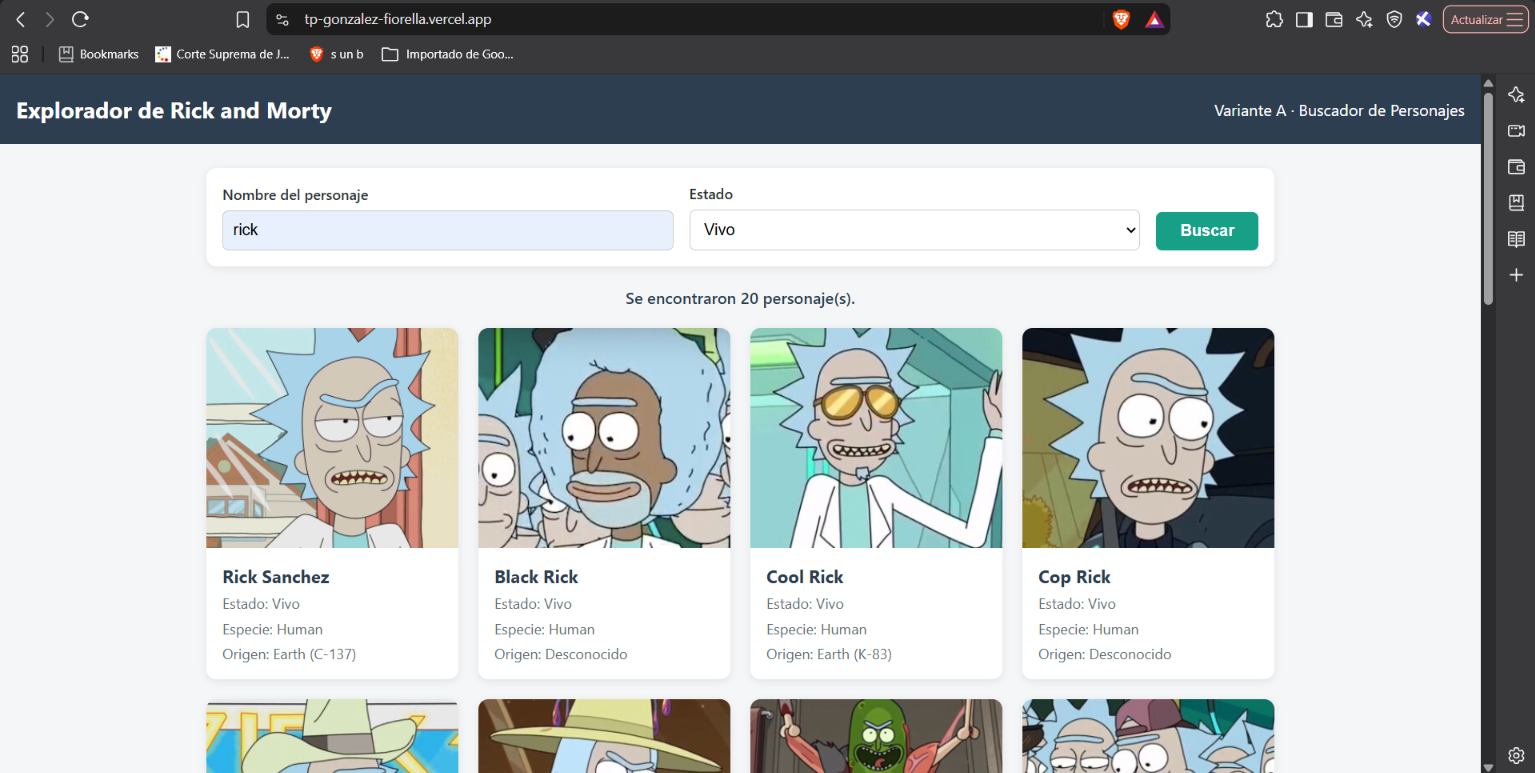 tp-gonzalez-fiorella.vercel.app
Actualizar
Bookmarks
Corte Suprema de J...
s un b
Importado de Goo...
Explorador de Rick and Morty
Variante A · Buscador de Personajes
Nombre del personaje
Estado
rick
Vivo
Buscar
Se encontraron 20 personaje(s).
Rick Sanchez
Estado: Vivo
Especie: Human
Origen: Earth (C-137)
Black Rick
Estado: Vivo
Especie: Human
Origen: Desconocido
Cool Rick
Estado: Vivo
Especie: Human
Origen: Earth (K-83)
Cop Rick
Estado: Vivo
Especie: Human
Origen: Desconocido